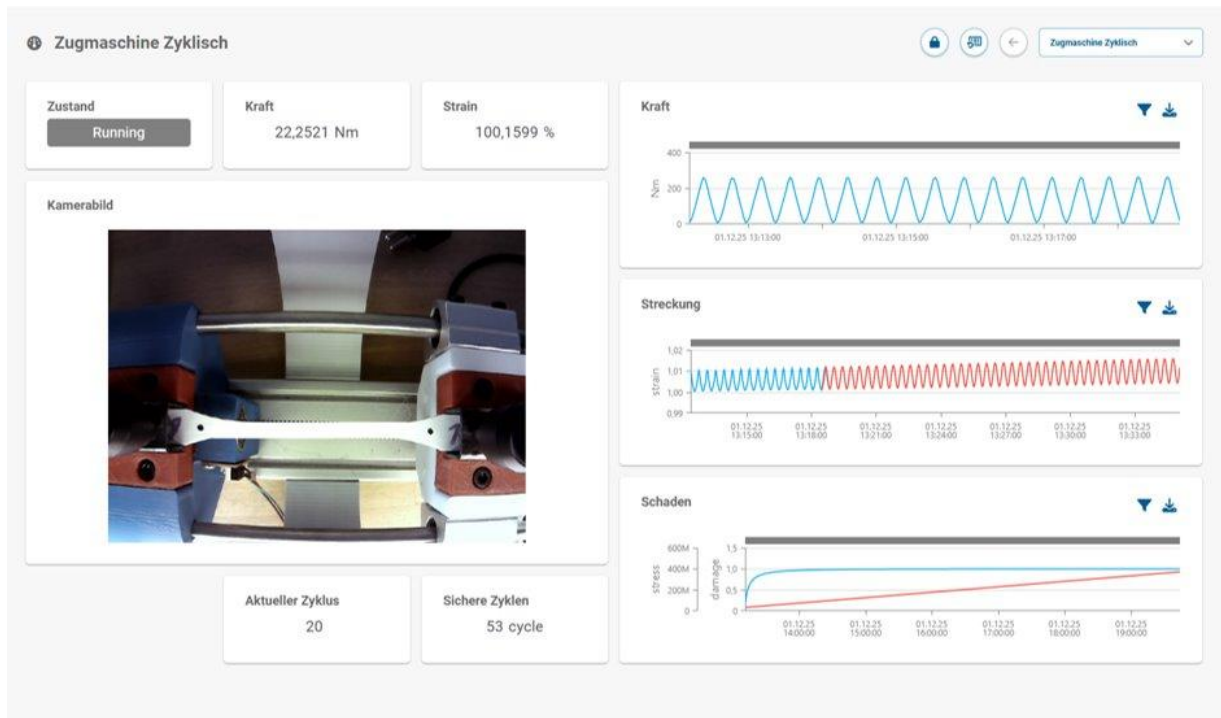 Zugmaschine Zyklisch
Zugmaschine Zyklisch
Zustand
Running
Kraft
22,2521 Nm
Strain
100,1599 %
Kamerabild
Aktueller Zyklus
20
Sichere Zyklen
53 cycle
Kraft
Nm
400
200
0
01.12.25 13:13:00 01.12.25 13:15:00 01.12.25 13:17:00
Streckung
strain
1,02
1,01
1,00
0,99
01.12.25 01.12.25 01.12.25 01.12.25 01.12.25 01.12.25 01.12.25
13:15:00 13:18:00 13:21:00 13:24:00 13:27:00 13:30:00 13:33:00
Schaden
stress
600M
400M
200M
0
damage
1,5
1,0
0,5
0
01.12.25 01.12.25 01.12.25 01.12.25 01.12.25 01.12.25
14:00:00 15:00:00 16:00:00 17:00:00 18:00:00 19:00:00